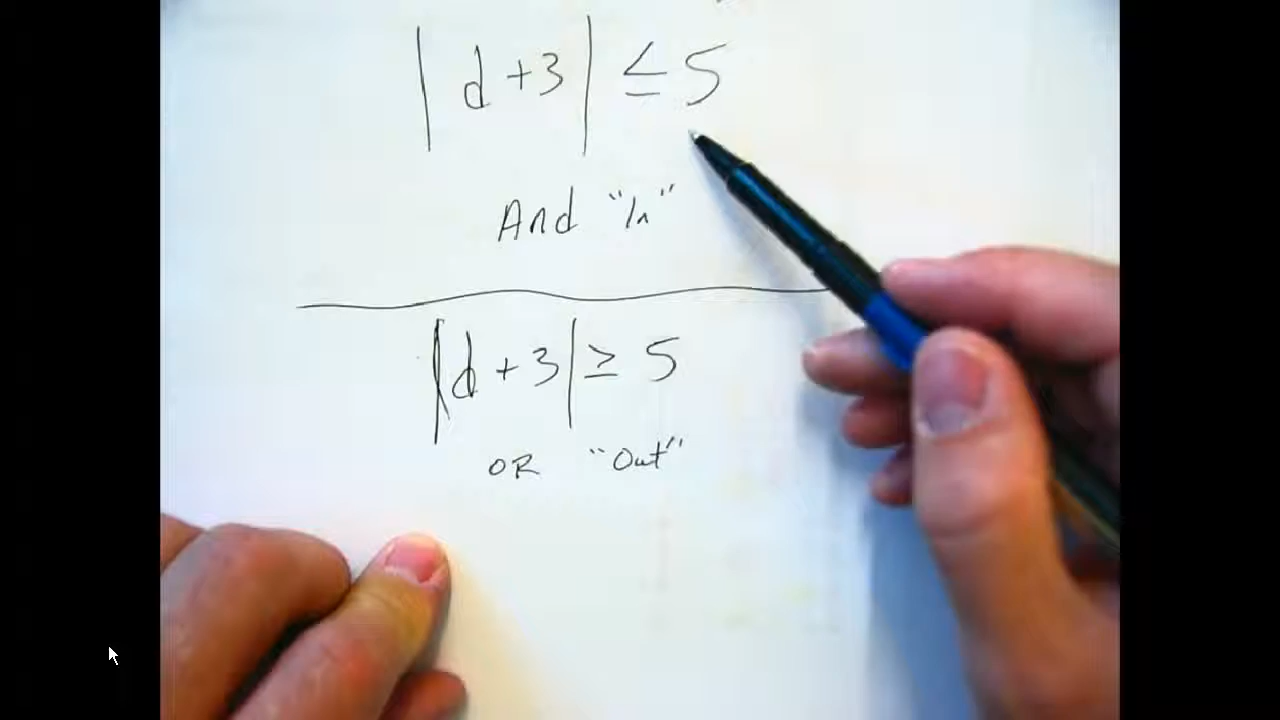 |d+3| ≤ 5
And "In"
|d+3| ≥ 5
OR "Out"